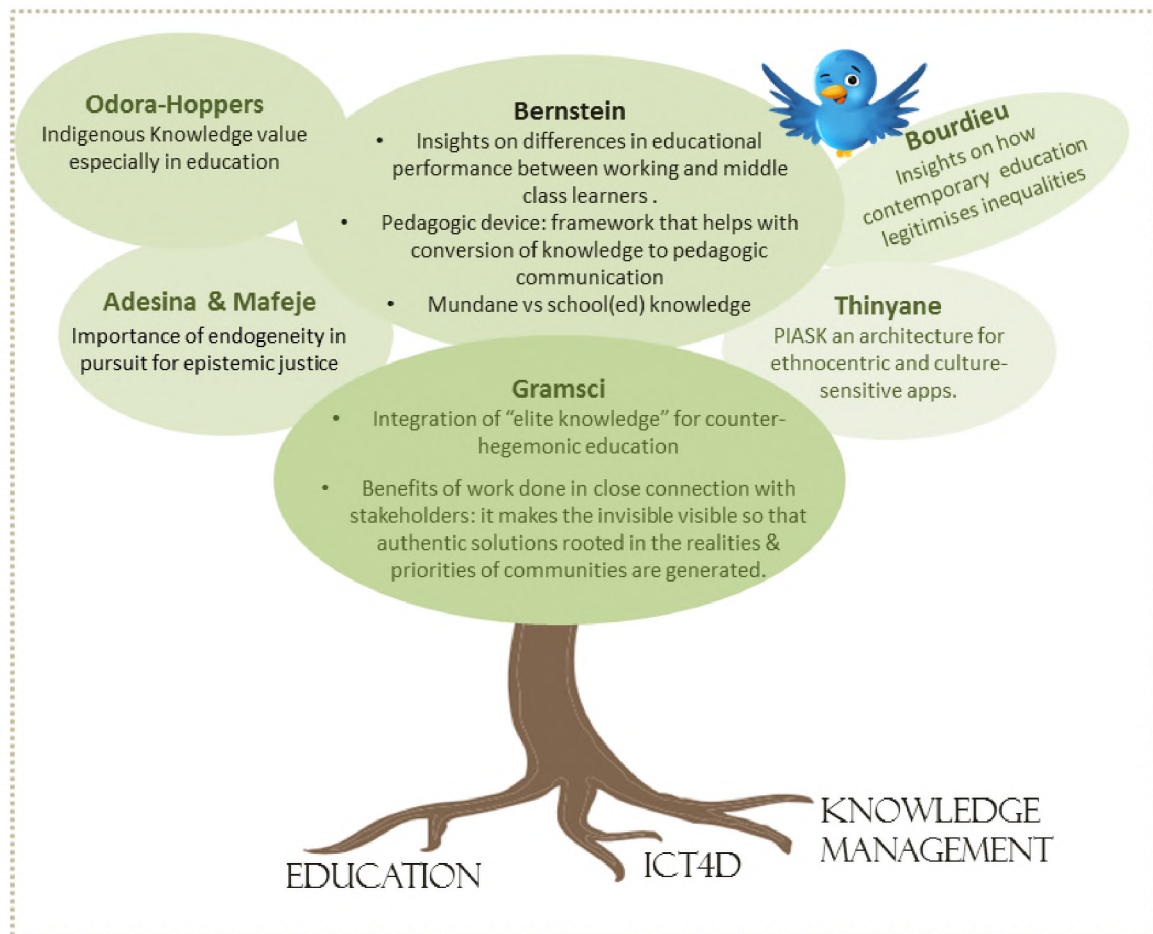 Odora-Hoppers
Indigenous Knowledge value
especially in education
Bernstein
• Insights on differences in educational
performance between working and middle
class learners .
• Pedagogic device: framework that helps with
conversion of knowledge to pedagogic
communication
• Mundane vs school(ed) knowledge
Bourdieu
Insights on how
contemporary education
legitimises inequalities
Adesina & Mafeje
Importance of endogeneity in
pursuit for epistemic justice
Thinyane
PIASK an architecture for
ethnocentric and culture-
sensitive apps.
Gramsci
• Integration of “elite knowledge” for counter-
hegemonic education
• Benefits of work done in close connection with
stakeholders: it makes the invisible visible so that
authentic solutions rooted in the realities &
priorities of communities are generated.
EDUCATION
ICT4D
KNOWLEDGE
MANAGEMENT